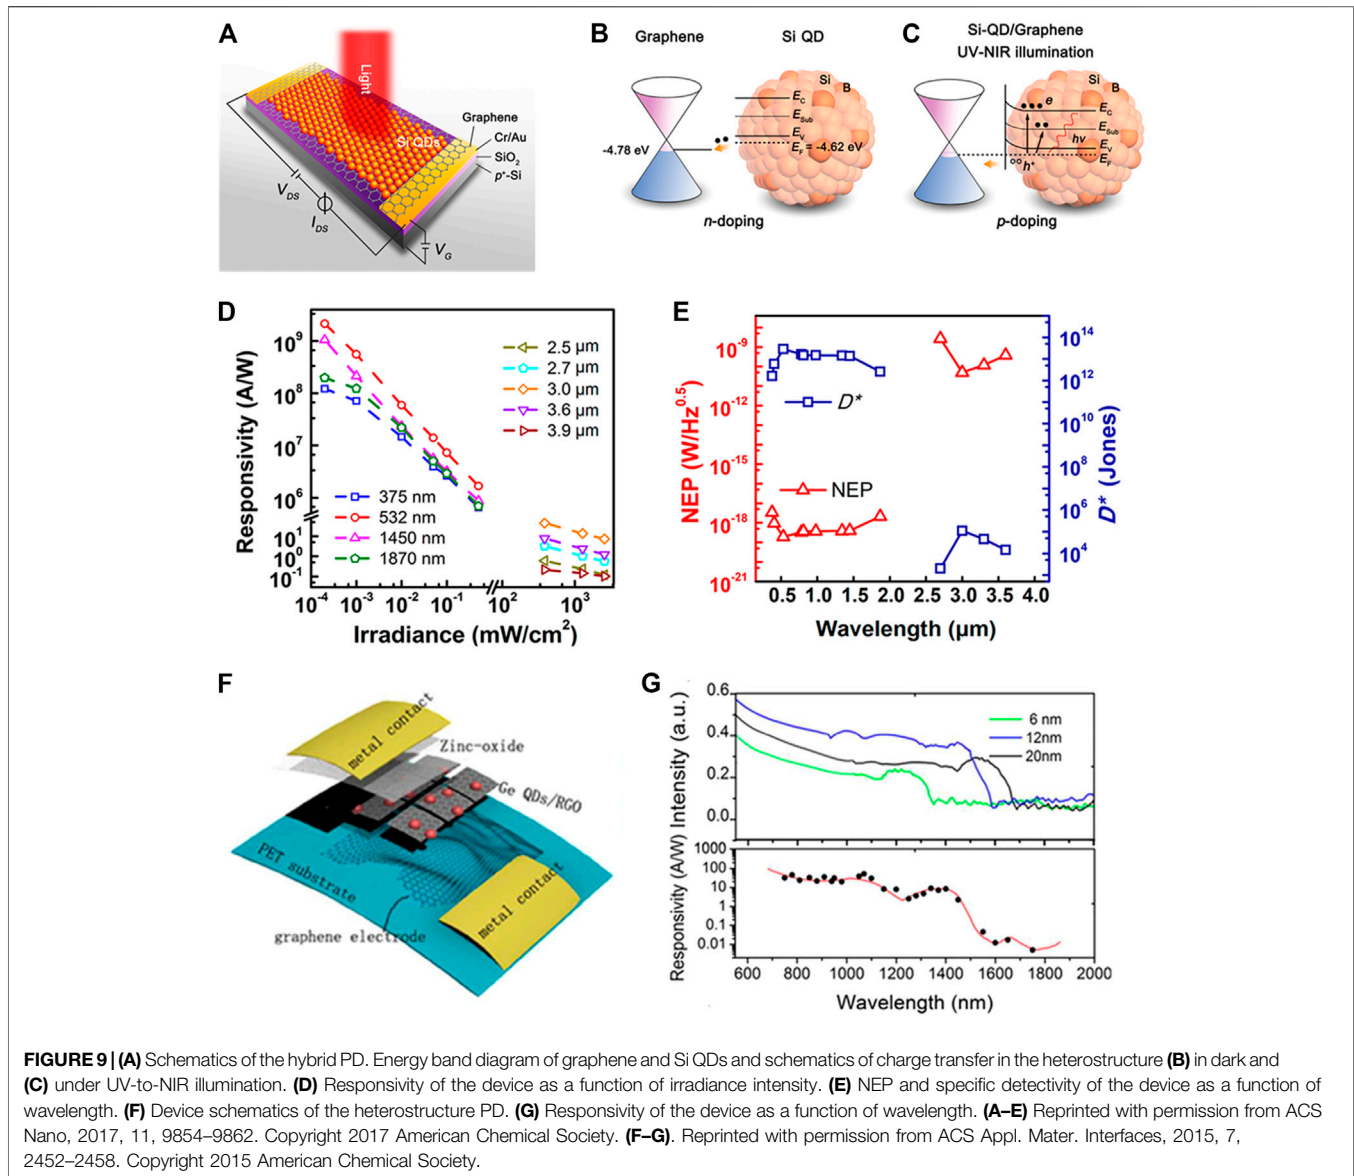 A
Light
Si QDs
Graphene
Cr/Au
SiO2
p+-Si
VDS
IDS
VG
B
Graphene
Si QD
Si
B
EC
ESub
EV
EF = -4.62 eV
-4.78 eV
n-doping
C
Si-QD/Graphene
UV-NIR illumination
Si
B
e
EC
ESub
EV
hν
EF
h+
p-doping
D
Responsivity (A/W)
10^9
10^8
10^7
10^6
10^1
10^0
10^-1
2.5 μm
2.7 μm
3.0 μm
3.6 μm
3.9 μm
375 nm
532 nm
1450 nm
1870 nm
10^-4 10^-3 10^-2 10^-1 10^2 10^3
Irradiance (mW/cm^2)
E
NEP (W/Hz^0.5)
10^-9
10^-12
10^-15
10^-18
10^-21
D*
NEP
10^14
10^12
10^10
10^8
10^6
10^4
D* (Jones)
0.5 1.0 1.5 2.0 2.5 3.0 3.5 4.0
Wavelength (μm)
F
metal contact
Zinc-oxide
Ge QDs/RGO
PET substrate
metal contact
graphene electrode
G
Intensity (a.u.)
0.6
0.4
0.2
0.0
6 nm
12nm
20nm
Responsivity (A/W)
1000
100
10
1
0.1
0.01
600 800 1000 1200 1400 1600 1800 2000
Wavelength (nm)
FIGURE 9 | (A) Schematics of the hybrid PD. Energy band diagram of graphene and Si QDs and schematics of charge transfer in the heterostructure (B) in dark and
(C) under UV-to-NIR illumination. (D) Responsivity of the device as a function of irradiance intensity. (E) NEP and specific detectivity of the device as a function of
wavelength. (F) Device schematics of the heterostructure PD. (G) Responsivity of the device as a function of wavelength. (A–E) Reprinted with permission from ACS
Nano, 2017, 11, 9854–9862. Copyright 2017 American Chemical Society. (F–G). Reprinted with permission from ACS Appl. Mater. Interfaces, 2015, 7,
2452–2458. Copyright 2015 American Chemical Society.